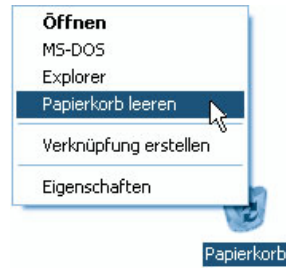 Öffnen
MS-DOS
Explorer
Papierkorb leeren
Verknüpfung erstellen
Eigenschaften
Papierkorb